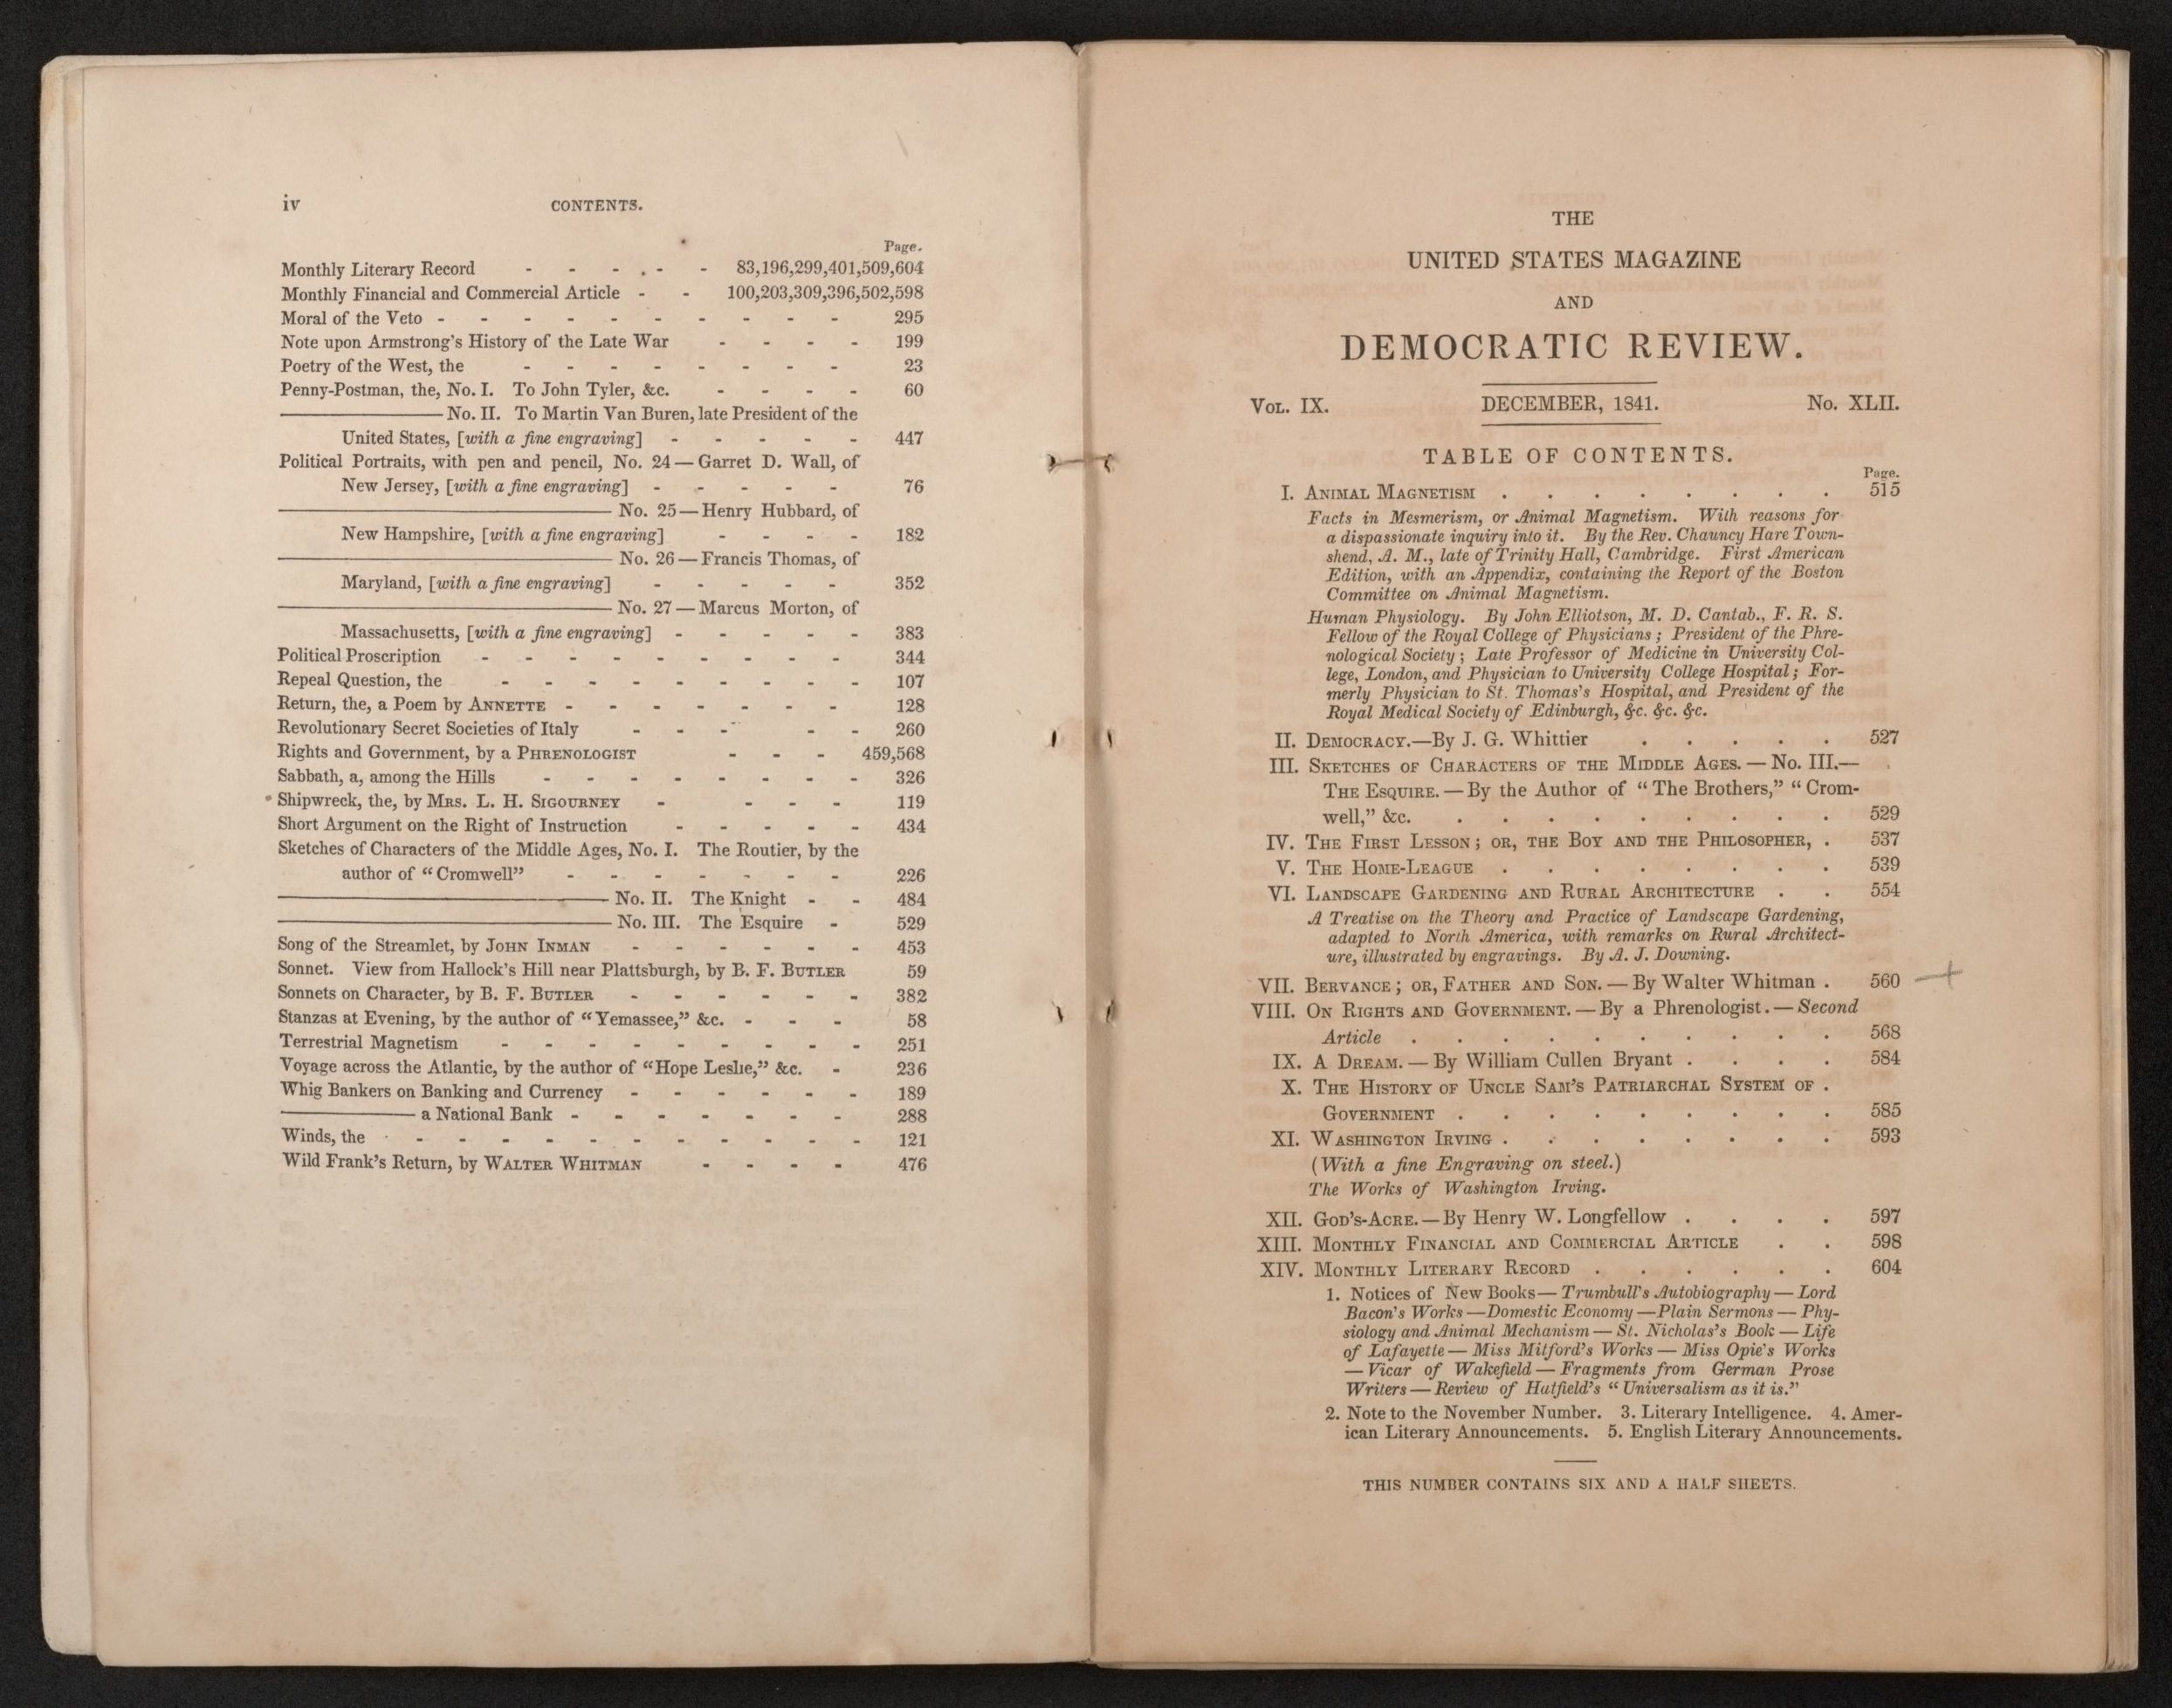 iv CONTENTS.
Page.
Monthly Literary Record - - - - - 83,196,299,401,509,604
Monthly Financial and Commercial Article - - 100,203,309,396,502,598
Moral of the Veto - - - - - - - - - - 295
Note upon Armstrong's History of the Late War - - - - 199
Poetry of the West, the - - - - - - - - 23
Penny-Postman, the, No. I. To John Tyler, &c. - - - - 60
——— No. II. To Martin Van Buren, late President of the
United States, [with a fine engraving] - - - - - 447
Political Portraits, with pen and pencil, No. 24—Garret D. Wall, of
New Jersey, [with a fine engraving] - - - - - 76
——— No. 25—Henry Hubbard, of
New Hampshire, [with a fine engraving] - - - - 182
——— No. 26—Francis Thomas, of
Maryland, [with a fine engraving] - - - - - 352
——— No. 27—Marcus Morton, of
Massachusetts, [with a fine engraving] - - - - - 383
Political Proscription - - - - - - - - - 344
Repeal Question, the - - - - - - - - - 107
Return, the, a Poem by ANNETTE - - - - - - - 128
Revolutionary Secret Societies of Italy - - - - - 260
Rights and Government, by a PHRENOLOGIST - - - 459,568
Sabbath, a, among the Hills - - - - - - - - 326
Shipwreck, the, by MRS. L. H. SIGOURNEY - - - - 119
Short Argument on the Right of Instruction - - - - - 434
Sketches of Characters of the Middle Ages, No. I. The Routier, by the
author of "Cromwell" - - - - - - - 226
——— No. II. The Knight - - 484
——— No. III. The Esquire - 529
Song of the Streamlet, by JOHN INMAN - - - - - - 453
Sonnet. View from Hallock's Hill near Plattsburgh, by B. F. BUTLER 59
Sonnets on Character, by B. F. BUTLER - - - - - - 382
Stanzas at Evening, by the author of "Yemassee," &c. - - - 58
Terrestrial Magnetism - - - - - - - - - 251
Voyage across the Atlantic, by the author of "Hope Leslie," &c. - 236
Whig Bankers on Banking and Currency - - - - - - 189
——— a National Bank - - - - - - - 288
Winds, the - - - - - - - - - - - 121
Wild Frank's Return, by WALTER WHITMAN - - - - 476
THE
UNITED STATES MAGAZINE
AND
DEMOCRATIC REVIEW.
VOL. IX. DECEMBER, 1841. No. XLII.
TABLE OF CONTENTS.
Page.
I. ANIMAL MAGNETISM . . . . . . . . 515
Facts in Mesmerism, or Animal Magnetism. With reasons for
a dispassionate inquiry into it. By the Rev. Chauncy Hare Town-
shend, A. M., late of Trinity Hall, Cambridge. First American
Edition, with an Appendix, containing the Report of the Boston
Committee on Animal Magnetism.
Human Physiology. By John Elliotson, M. D. Cantab., F. R. S.
Fellow of the Royal College of Physicians; President of the Phre-
nological Society; Late Professor of Medicine in University Col-
lege, London, and Physician to University College Hospital; For-
merly Physician to St. Thomas's Hospital, and President of the
Royal Medical Society of Edinburgh, &c. &c. &c.
II. DEMOCRACY.—By J. G. Whittier . . . . . 527
III. SKETCHES OF CHARACTERS OF THE MIDDLE AGES.—No. III.—
THE ESQUIRE.—By the Author of "The Brothers," "Crom-
well," &c. . . . . . . . . . 529
IV. THE FIRST LESSON; OR, THE BOY AND THE PHILOSOPHER, . 537
V. THE HOME-LEAGUE . . . . . . . . 539
VI. LANDSCAPE GARDENING AND RURAL ARCHITECTURE . . 554
A Treatise on the Theory and Practice of Landscape Gardening,
adapted to North America, with remarks on Rural Architect-
ure, illustrated by engravings. By A. J. Downing.
VII. BERVANCE; OR, FATHER AND SON.—By Walter Whitman . 560
VIII. ON RIGHTS AND GOVERNMENT.—By a Phrenologist.—Second
Article . . . . . . . . . . 568
IX. A DREAM.—By William Cullen Bryant . . . . 584
X. THE HISTORY OF UNCLE SAM'S PATRIARCHAL SYSTEM OF .
GOVERNMENT . . . . . . . . . 585
XI. WASHINGTON IRVING . . . . . . . . 593
(With a fine Engraving on steel.)
The Works of Washington Irving.
XII. GOD'S-ACRE.—By Henry W. Longfellow . . . . 597
XIII. MONTHLY FINANCIAL AND COMMERCIAL ARTICLE . . 598
XIV. MONTHLY LITERARY RECORD . . . . . . 604
1. Notices of New Books—Trumbull's Autobiography—Lord
Bacon's Works—Domestic Economy—Plain Sermons—Phy-
siology and Animal Mechanism—St. Nicholas's Book—Life
of Lafayette—Miss Mitford's Works—Miss Opie's Works
—Vicar of Wakefield—Fragments from German Prose
Writers—Review of Hatfield's "Universalism as it is."
2. Note to the November Number. 3. Literary Intelligence. 4. Amer-
ican Literary Announcements. 5. English Literary Announcements.
THIS NUMBER CONTAINS SIX AND A HALF SHEETS.